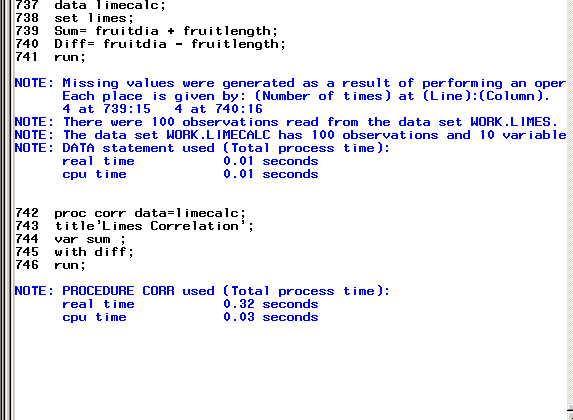 737  data limecalc;
738  set limes;
739  Sum= fruitdia + fruitlength;
740  Diff= fruitdia - fruitlength;
741  run;
NOTE: Missing values were generated as a result of performing an oper
Each place is given by: (Number of times) at (Line):(Column).
4 at 739:15   4 at 740:16
NOTE: There were 100 observations read from the data set WORK.LIMES.
NOTE: The data set WORK.LIMECALC has 100 observations and 10 variable
NOTE: DATA statement used (Total process time):
real time           0.01 seconds
cpu time            0.01 seconds
742  proc corr data=limecalc;
743  title'Limes Correlation';
744  var sum ;
745  with diff;
746  run;
NOTE: PROCEDURE CORR used (Total process time):
real time           0.32 seconds
cpu time            0.03 seconds